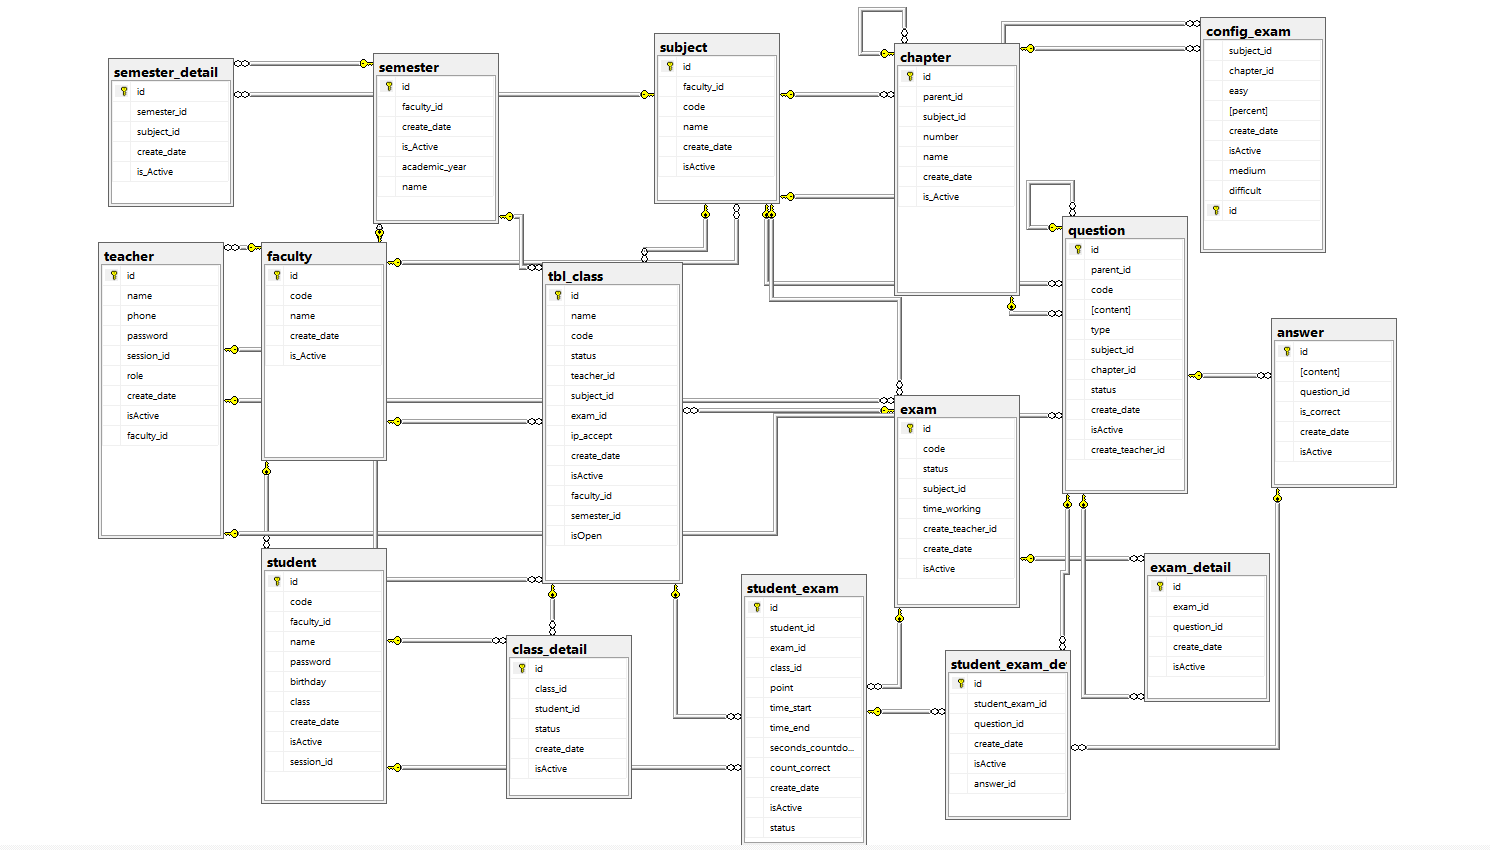 semester_detail
id
semester_id
subject_id
create_date
is_Active
semester
id
faculty_id
create_date
is_Active
academic_year
name
subject
id
faculty_id
code
name
create_date
isActive
chapter
id
parent_id
subject_id
number
name
create_date
is_Active
config_exam
subject_id
chapter_id
easy
[percent]
create_date
isActive
medium
difficult
id
teacher
id
name
phone
password
session_id
role
create_date
isActive
faculty_id
faculty
id
code
name
create_date
is_Active
tbl_class
id
name
code
status
teacher_id
subject_id
exam_id
ip_accept
create_date
isActive
faculty_id
semester_id
isOpen
question
id
parent_id
code
[content]
type
subject_id
chapter_id
status
create_date
isActive
create_teacher_id
answer
id
[content]
question_id
is_correct
create_date
isActive
exam
id
code
status
subject_id
time_working
create_teacher_id
create_date
isActive
student
id
code
faculty_id
name
password
birthday
class
create_date
isActive
session_id
class_detail
id
class_id
student_id
status
create_date
isActive
student_exam
id
student_id
exam_id
class_id
point
time_start
time_end
seconds_countdo...
count_correct
create_date
isActive
status
student_exam_de
id
student_exam_id
question_id
create_date
isActive
answer_id
exam_detail
id
exam_id
question_id
create_date
isActive